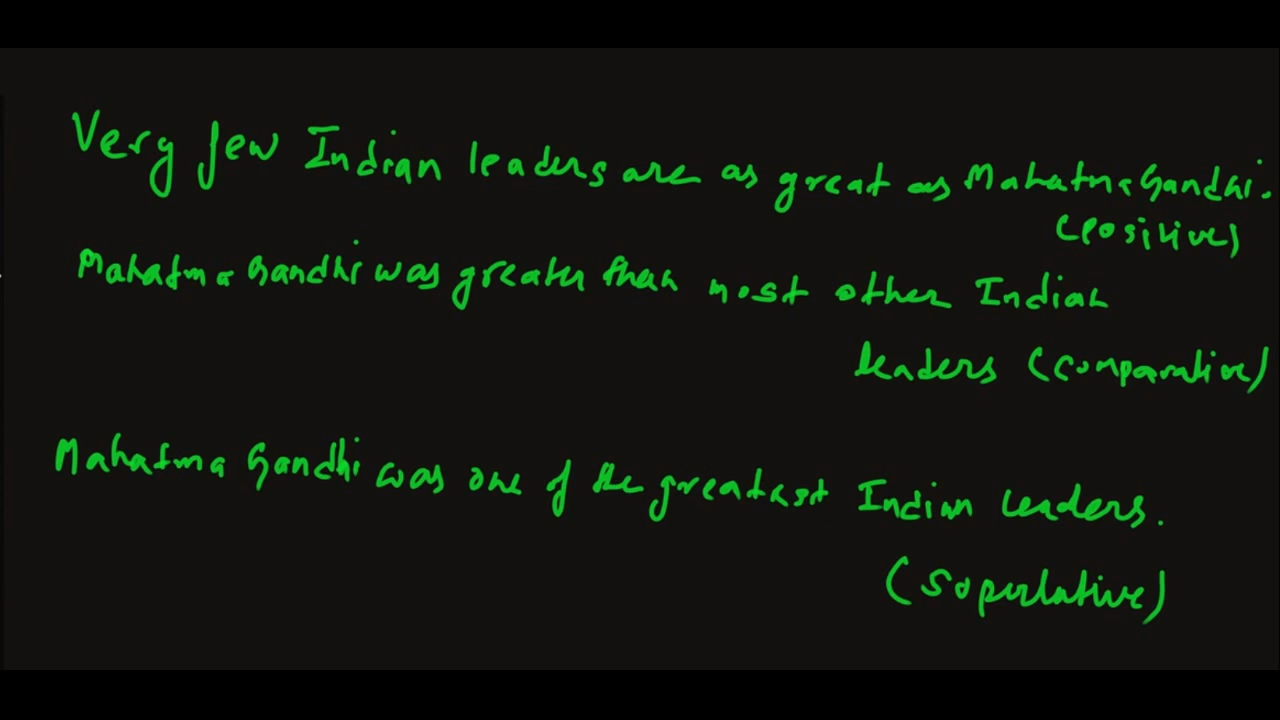 Very few Indian leaders are as great as Mahatma Gandhi.
(Positive)
Mahatma Gandhi was greater than most other Indian
leaders (comparative)
Mahatma Gandhi was one of the greatest Indian leaders.
(Soperlative)